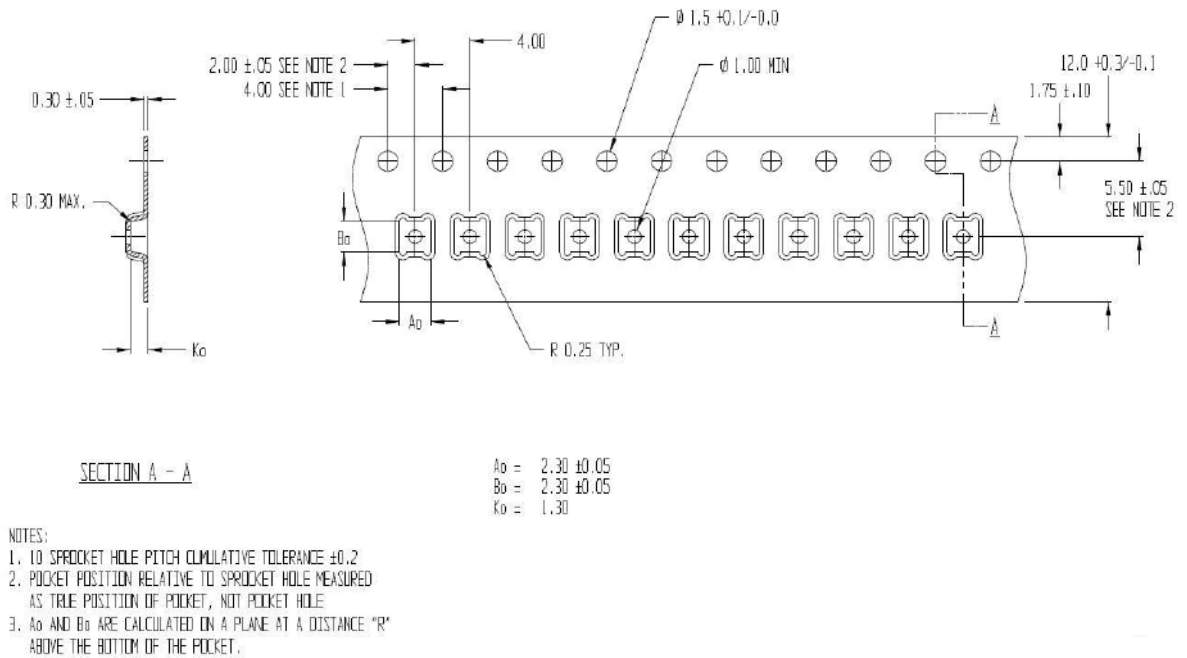 Ø 1.5 +0.1/-0.0
4.00
2.00 ±.05 SEE NOTE 2
Ø 1.00 MIN
12.0 +0.3/-0.1
4.00 SEE NOTE 1
1.75 ±.10
0.30 ±.05
A
R 0.30 MAX.
5.50 ±.05
SEE NOTE 2
Bo
Ao
A
Ko
R 0.25 TYP.
SECTION A - A
Ao = 2.30 ±0.05
Bo = 2.30 ±0.05
Ko = 1.30
NOTES:
1. 10 SPROCKET HOLE PITCH CUMULATIVE TOLERANCE ±0.2
2. POCKET POSITION RELATIVE TO SPROCKET HOLE MEASURED
AS TRUE POSITION OF POCKET, NOT POCKET HOLE
3. Ao AND Bo ARE CALCULATED ON A PLANE AT A DISTANCE "R"
ABOVE THE BOTTOM OF THE POCKET.